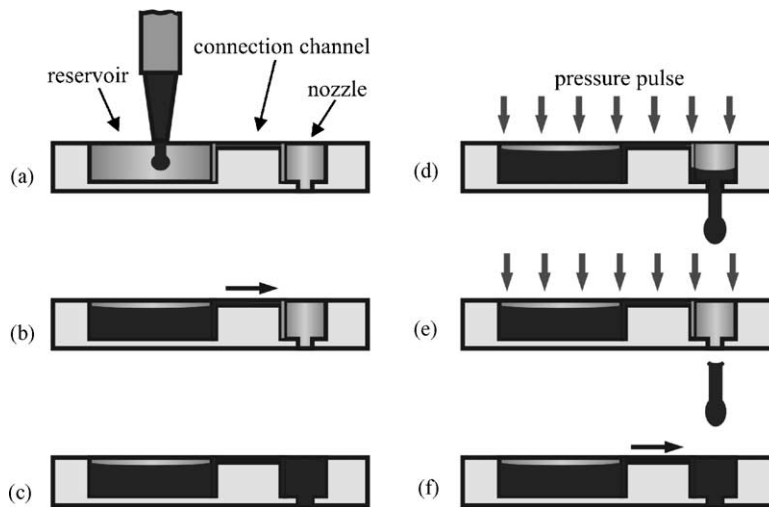 connection channel
reservoir
nozzle
pressure pulse
(a)
(d)
(b)
(e)
(c)
(f)